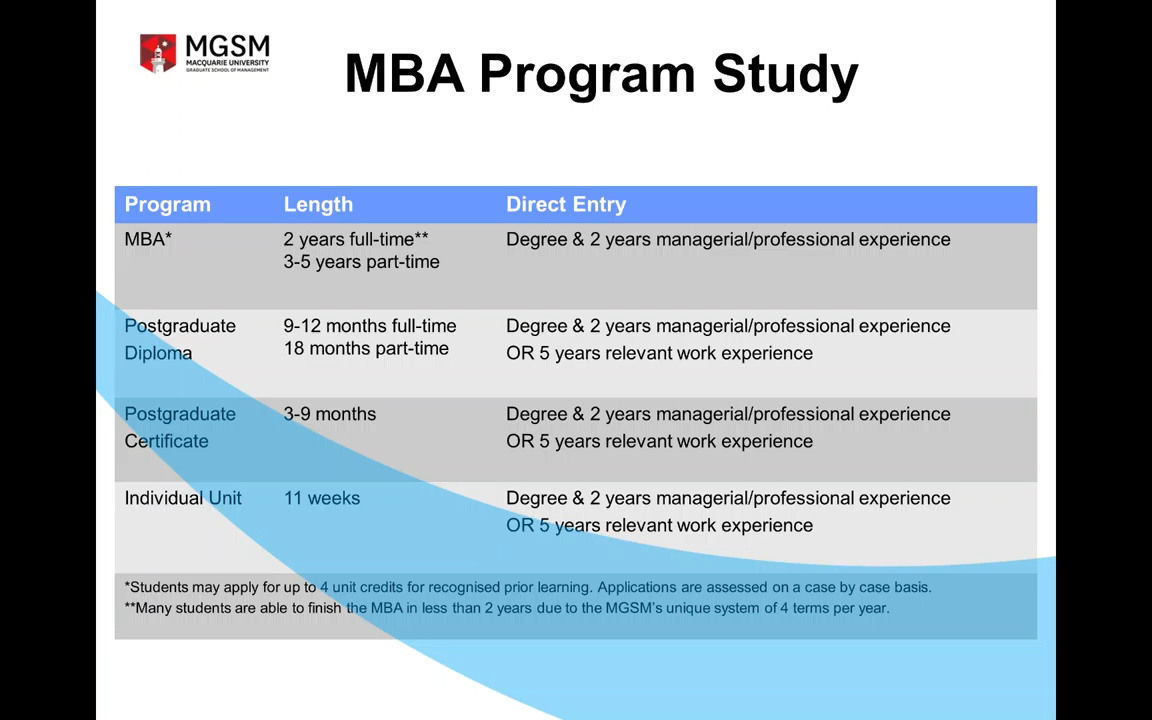 MGSM
MACQUARIE UNIVERSITY
GRADUATE SCHOOL OF MANAGEMENT
MBA Program Study
Program Length Direct Entry
MBA* 2 years full-time** Degree & 2 years managerial/professional experience
3-5 years part-time
Postgraduate 9-12 months full-time Degree & 2 years managerial/professional experience
Diploma 18 months part-time OR 5 years relevant work experience
Postgraduate 3-9 months Degree & 2 years managerial/professional experience
Certificate OR 5 years relevant work experience
Individual Unit 11 weeks Degree & 2 years managerial/professional experience
OR 5 years relevant work experience
*Students may apply for up to 4 unit credits for recognised prior learning. Applications are assessed on a case by case basis.
**Many students are able to finish the MBA in less than 2 years due to the MGSM's unique system of 4 terms per year.